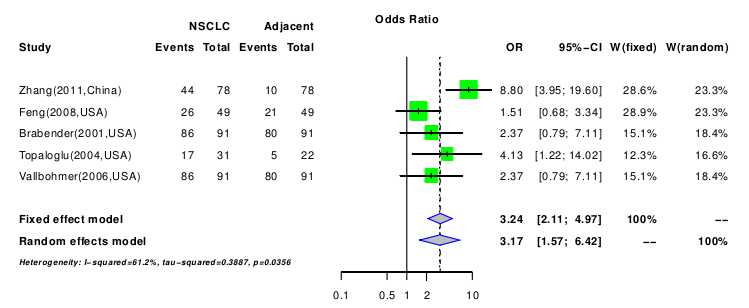 Odds Ratio
NSCLC Adjacent
Study Events Total Events Total OR 95%−CI W(fixed) W(random)
Zhang(2011,China) 44 78 10 78 8.80 [3.95; 19.60] 28.6% 23.3%
Feng(2008,USA) 26 49 21 49 1.51 [0.68; 3.34] 28.9% 23.3%
Brabender(2001,USA) 86 91 80 91 2.37 [0.79; 7.11] 15.1% 18.4%
Topaloglu(2004,USA) 17 31 5 22 4.13 [1.22; 14.02] 12.3% 16.6%
Vallbohmer(2006,USA) 86 91 80 91 2.37 [0.79; 7.11] 15.1% 18.4%
Fixed effect model 3.24 [2.11; 4.97] 100% −−
Random effects model 3.17 [1.57; 6.42] −− 100%
Heterogeneity: I−squared=61.2%, tau−squared=0.3887, p=0.0356
0.1 0.5 1 2 10